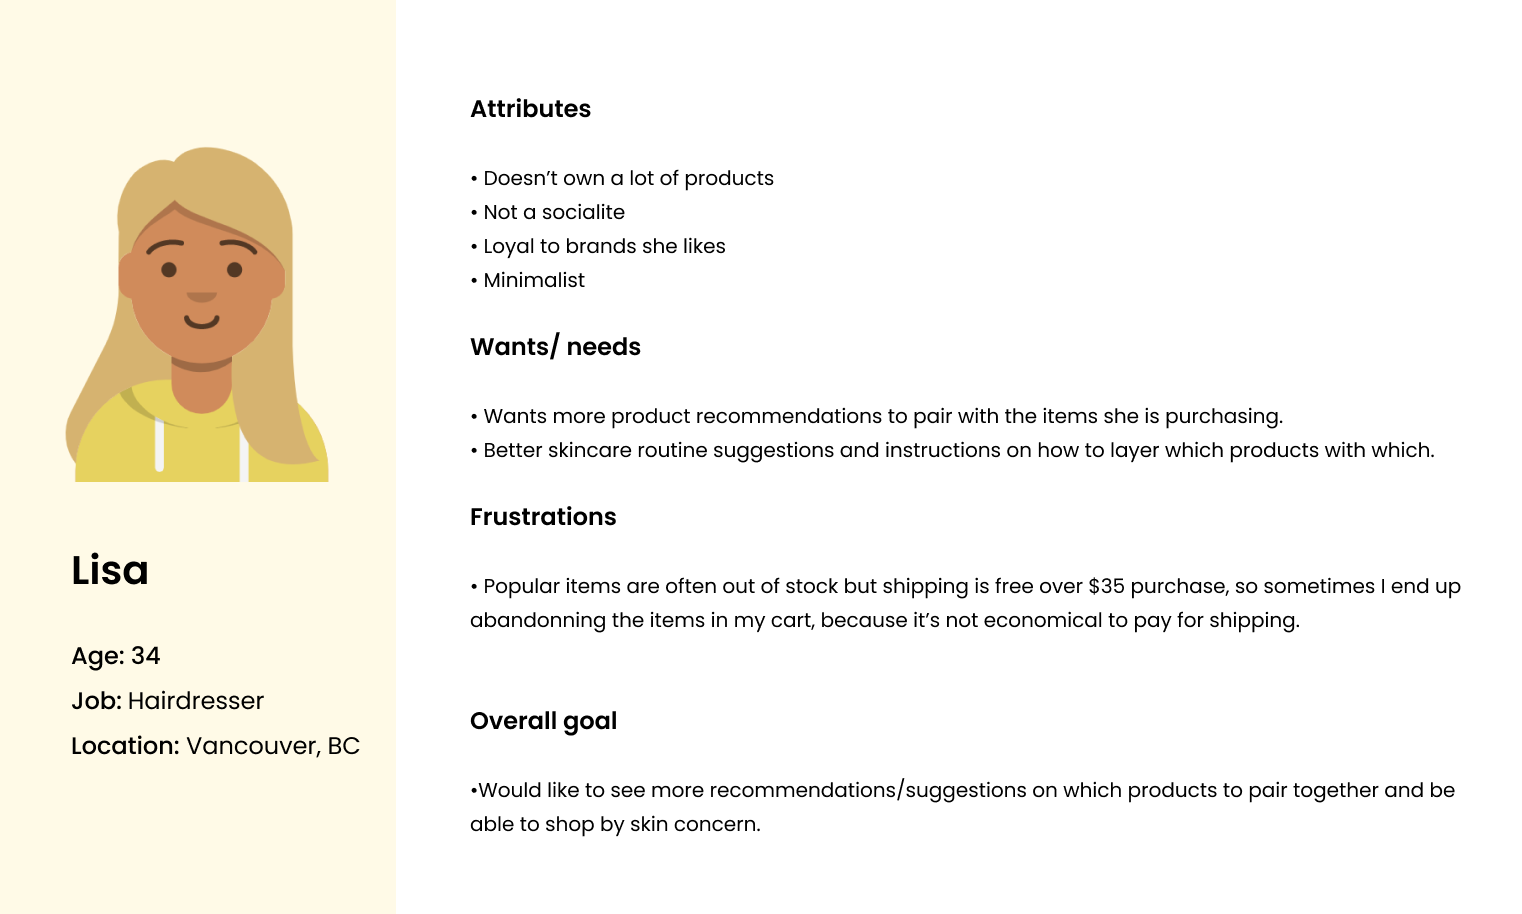 Lisa
Age: 34
Job: Hairdresser
Location: Vancouver, BC
Attributes
• Doesn’t own a lot of products
• Not a socialite
• Loyal to brands she likes
• Minimalist
Wants/ needs
• Wants more product recommendations to pair with the items she is purchasing.
• Better skincare routine suggestions and instructions on how to layer which products with which.
Frustrations
• Popular items are often out of stock but shipping is free over $35 purchase, so sometimes I end up
abandonning the items in my cart, because it’s not economical to pay for shipping.
Overall goal
•Would like to see more recommendations/suggestions on which products to pair together and be
able to shop by skin concern.